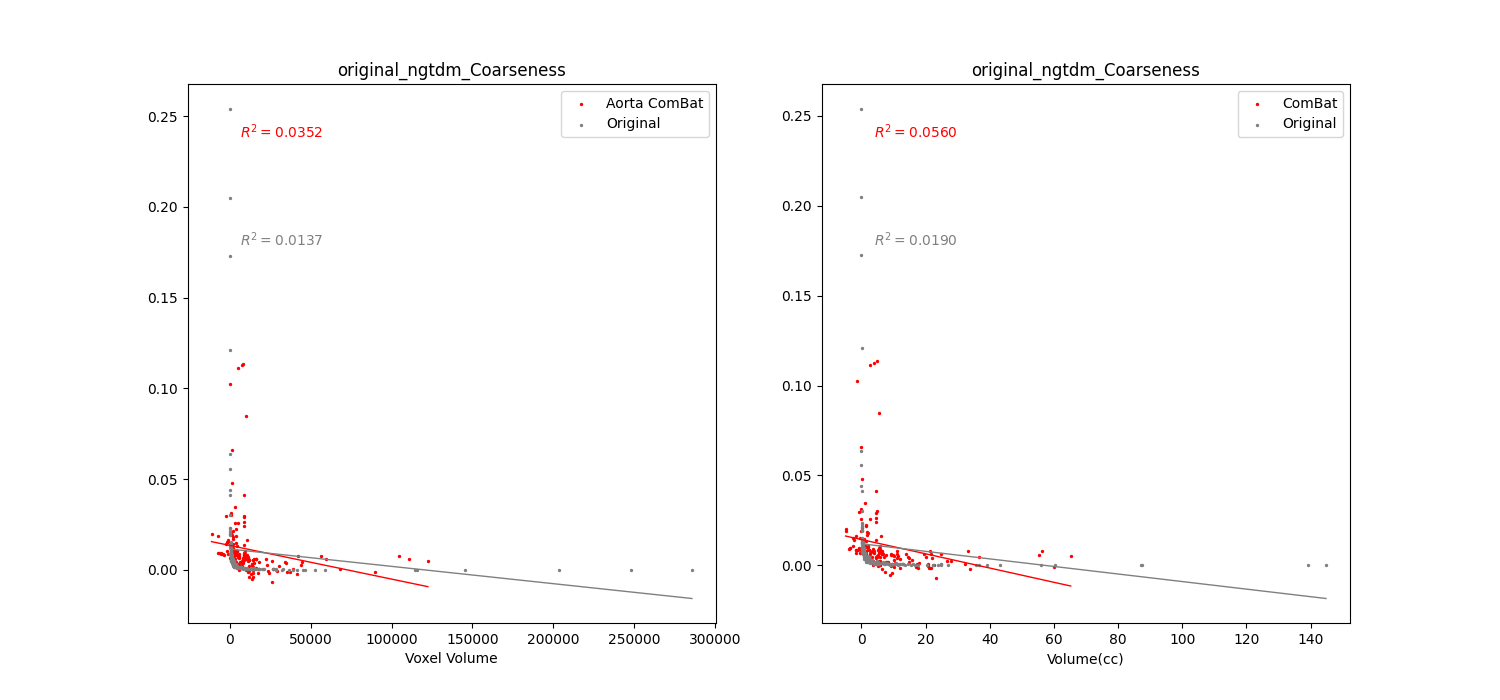 original_ngtdm_Coarseness
Aorta ComBat
Original
R² = 0.0352
R² = 0.0137
0.25
0.20
0.15
0.10
0.05
0.00
0 50000 100000 150000 200000 250000 300000
Voxel Volume
original_ngtdm_Coarseness
ComBat
Original
R² = 0.0560
R² = 0.0190
0.25
0.20
0.15
0.10
0.05
0.00
0 20 40 60 80 100 120 140
Volume(cc)